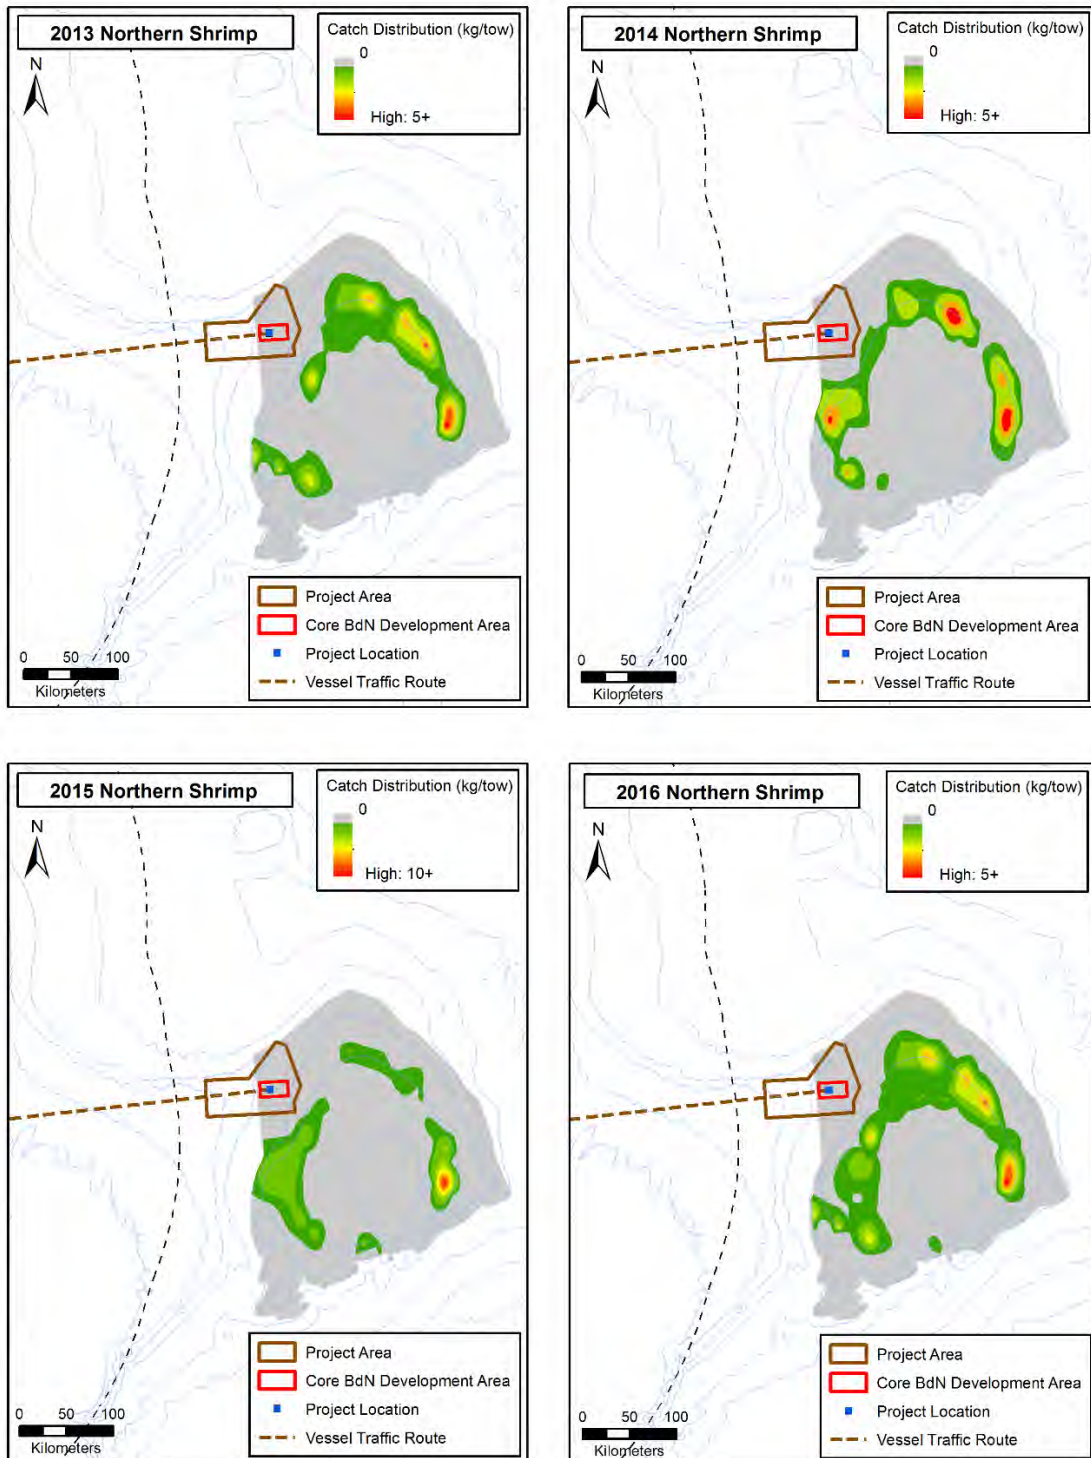 2013 Northern Shrimp
Catch Distribution (kg/tow)
0
High: 5+
N
Project Area
Core BdN Development Area
Project Location
Vessel Traffic Route
0 50 100
Kilometers
2014 Northern Shrimp
Catch Distribution (kg/tow)
0
High: 5+
N
Project Area
Core BdN Development Area
Project Location
Vessel Traffic Route
0 50 100
Kilometers
2015 Northern Shrimp
Catch Distribution (kg/tow)
0
High: 10+
N
Project Area
Core BdN Development Area
Project Location
Vessel Traffic Route
0 50 100
Kilometers
2016 Northern Shrimp
Catch Distribution (kg/tow)
0
High: 5+
N
Project Area
Core BdN Development Area
Project Location
Vessel Traffic Route
0 50 100
Kilometers